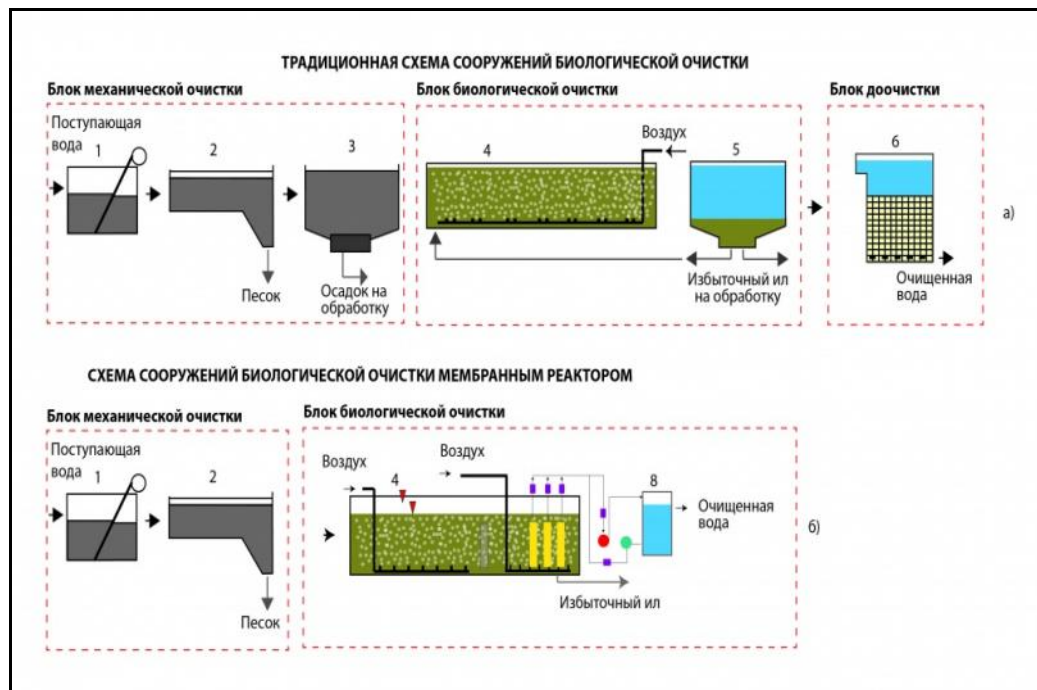 ТРАДИЦИОННАЯ СХЕМА СООРУЖЕНИЙ БИОЛОГИЧЕСКОЙ ОЧИСТКИ
Блок механической очистки
Блок биологической очистки
Блок доочистки
Поступающая
вода
1
2
3
4
Воздух
5
6
а)
Песок
Осадок на
обработку
Избыточный ил
на обработку
Очищенная
вода
СХЕМА СООРУЖЕНИЙ БИОЛОГИЧЕСКОЙ ОЧИСТКИ МЕМБРАННЫМ РЕАКТОРОМ
Блок механической очистки
Блок биологической очистки
Поступающая
вода
1
2
Воздух
4
Воздух
8
Очищенная
вода
б)
Избыточный ил
Песок